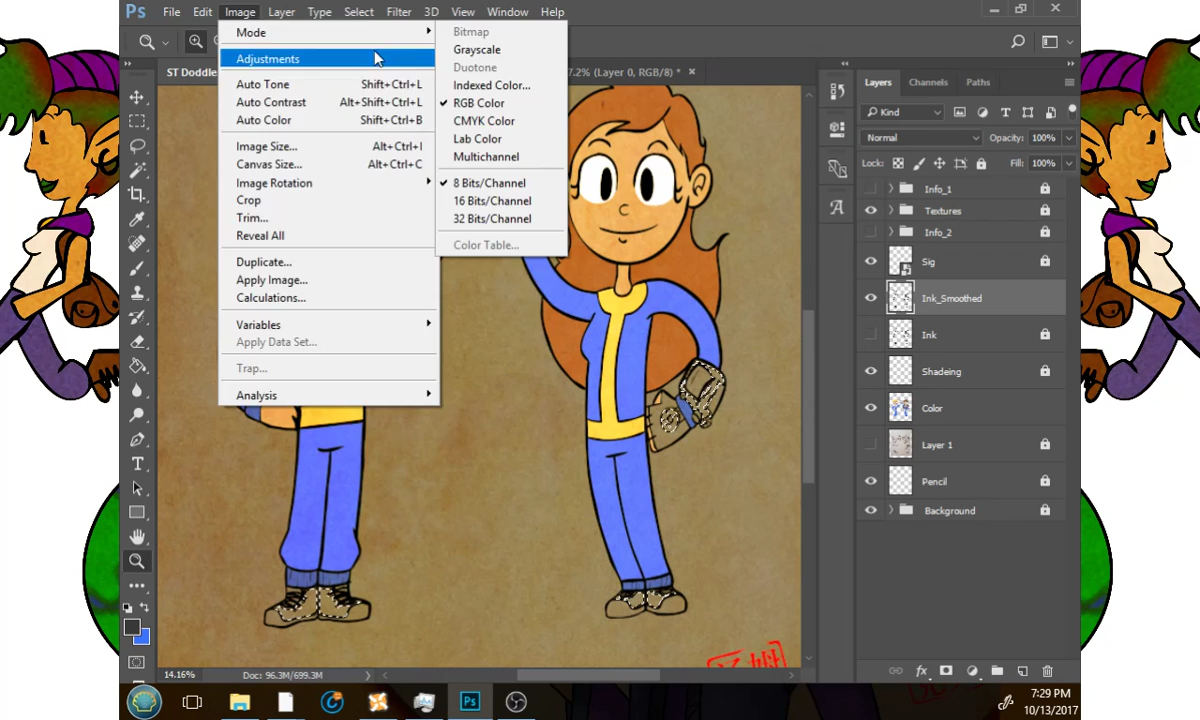 Ps File Edit Image Layer Type Select Filter 3D View Window Help
ST Doddle
7.2% (Layer 0, RGB/8) *
Mode
Adjustments
Auto Tone Shift+Ctrl+L
Auto Contrast Alt+Shift+Ctrl+L
Auto Color Shift+Ctrl+B
Image Size... Alt+Ctrl+I
Canvas Size... Alt+Ctrl+C
Image Rotation
Crop
Trim...
Reveal All
Duplicate...
Apply Image...
Calculations...
Variables
Apply Data Set...
Trap...
Analysis
Bitmap
Grayscale
Duotone
Indexed Color...
RGB Color
CMYK Color
Lab Color
Multichannel
8 Bits/Channel
16 Bits/Channel
32 Bits/Channel
Color Table...
Layers Channels Paths
Kind
Normal Opacity: 100%
Lock: Fill: 100%
Info_1
Textures
Info_2
Sig
Ink_Smoothed
Ink
Shadeing
Color
Layer 1
Pencil
Background
14.16% Doc: 96.3M/699.3M
Ps
7:29 PM
10/13/2017